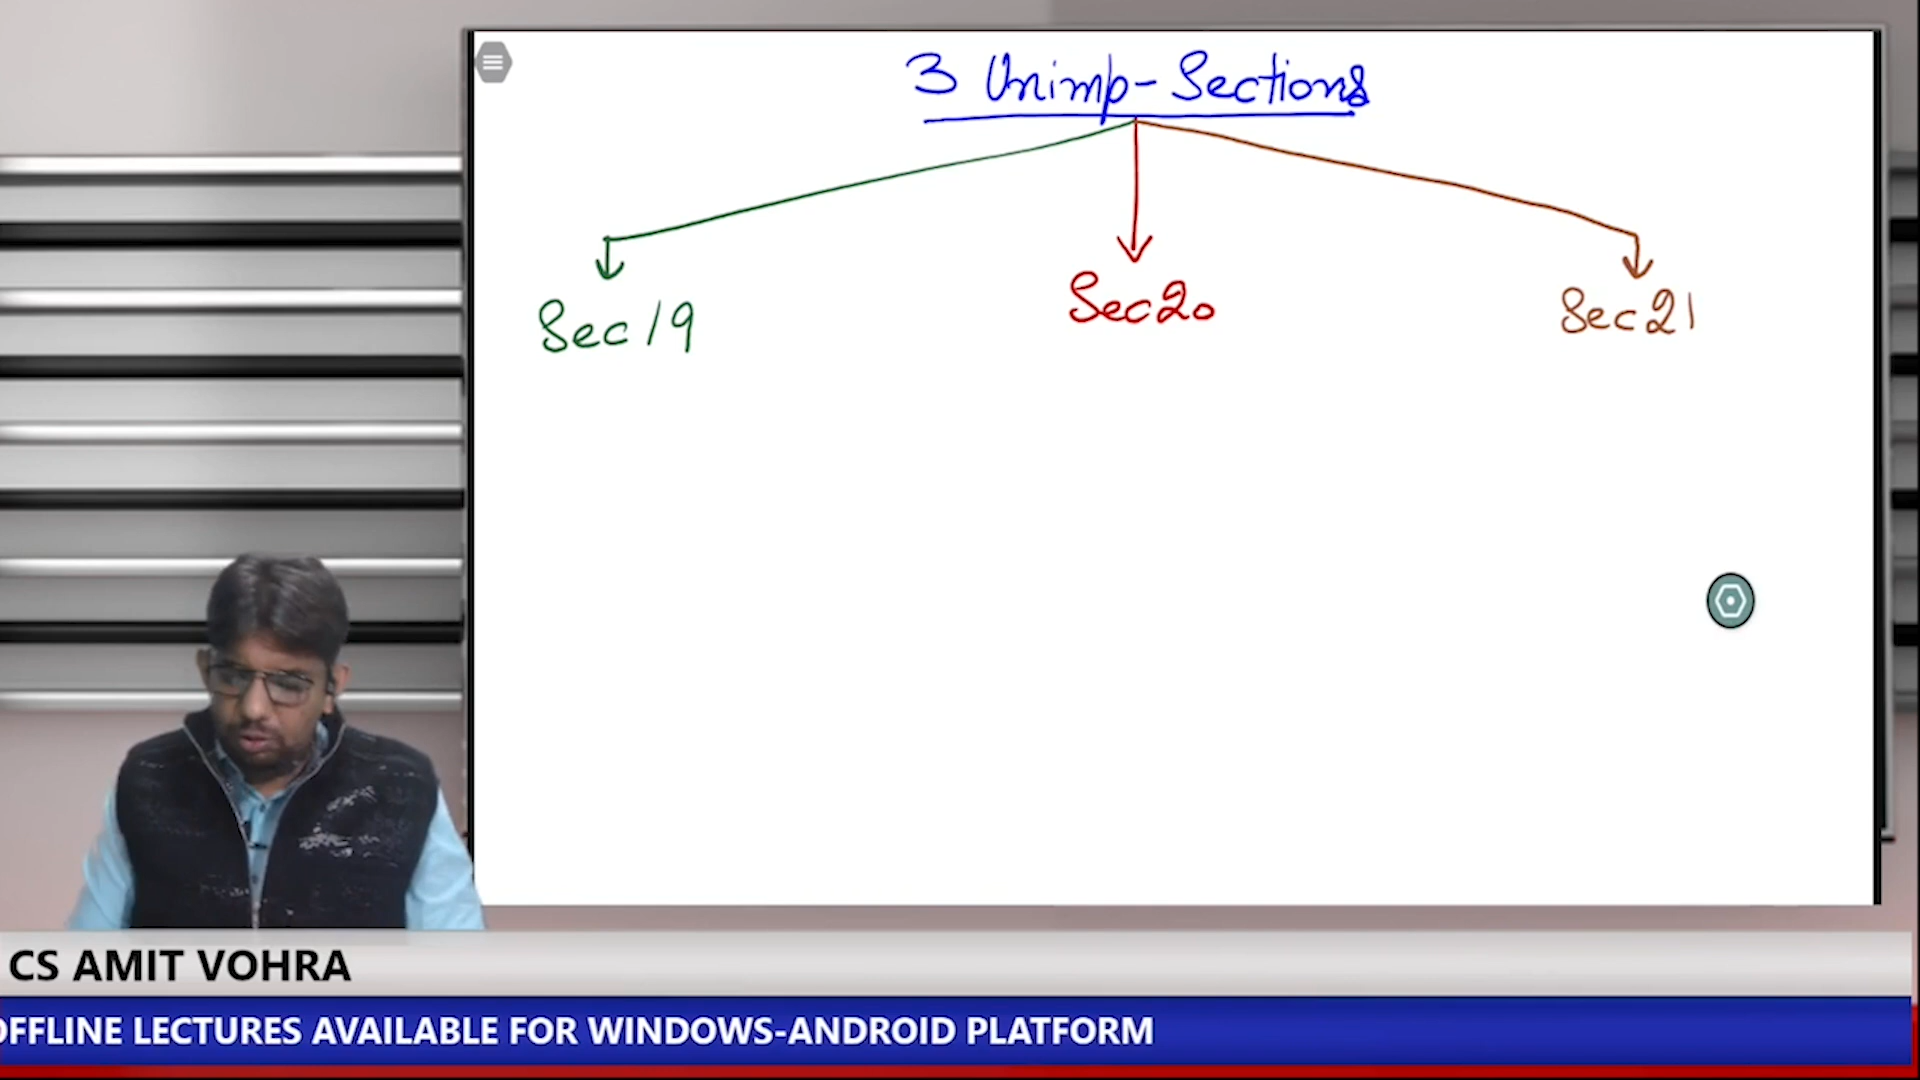 3 Unimp-Sections
Sec 19
Sec 20
Sec 21
CS AMIT VOHRA
OFFLINE LECTURES AVAILABLE FOR WINDOWS-ANDROID PLATFORM